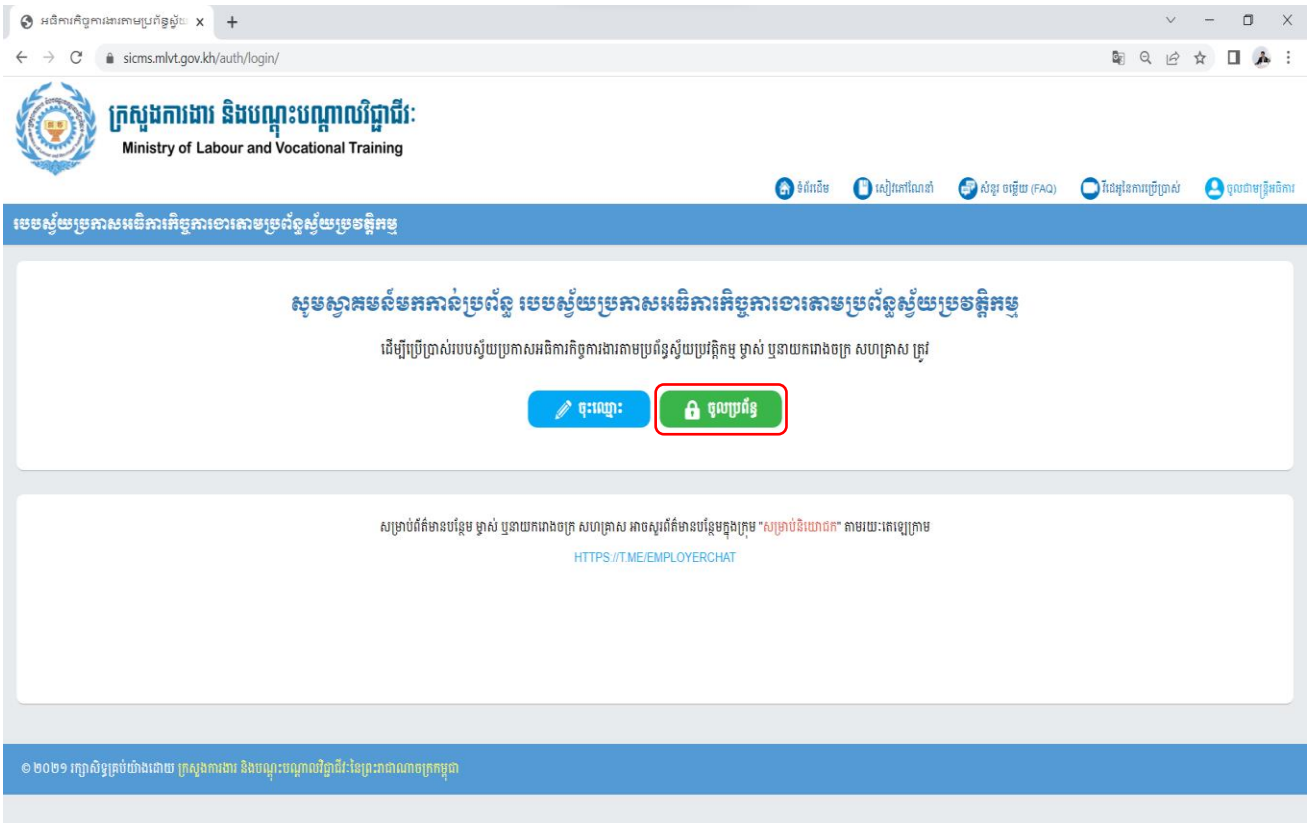 អធិការកិច្ចការងារតាមប្រព័ន្ធស្វ័យ
sicms.mlvt.gov.kh/auth/login/
ក្រសួងការងារ និងបណ្តុះបណ្តាលវិជ្ជាជីវៈ
Ministry of Labour and Vocational Training
ទំព័រដើម សៀវភៅណែនាំ សំនួរ ចម្លើយ (FAQ) វីដេអូនៃការប្រើប្រាស់ ចូលជាមន្ត្រីអធិការ
របបស្វ័យប្រកាសអធិការកិច្ចការងារតាមប្រព័ន្ធស្វ័យប្រវត្តិកម្ម
សូមស្វាគមន៍មកកាន់ប្រព័ន្ធ របបស្វ័យប្រកាសអធិការកិច្ចការងារតាមប្រព័ន្ធស្វ័យប្រវត្តិកម្ម
ដើម្បីប្រើប្រាស់របបស្វ័យប្រកាសអធិការកិច្ចការងារតាមប្រព័ន្ធស្វ័យប្រវត្តិកម្ម ម្ចាស់ ឬនាយករោងចក្រ សហគ្រាស ត្រូវ
ចុះឈ្មោះ ចូលប្រព័ន្ធ
សម្រាប់ព័ត៌មានបន្ថែម ម្ចាស់ ឬនាយករោងចក្រ សហគ្រាស អាចសួរព័ត៌មានបន្ថែមក្នុងក្រុម "សម្រាប់និយោជក" តាមរយៈតេឡេក្រាម
HTTPS://T.ME/EMPLOYERCHAT
© ២០២១ រក្សាសិទ្ធគ្រប់យ៉ាងដោយ ក្រសួងការងារ និងបណ្តុះបណ្តាលវិជ្ជាជីវៈនៃព្រះរាជាណាចក្រកម្ពុជា